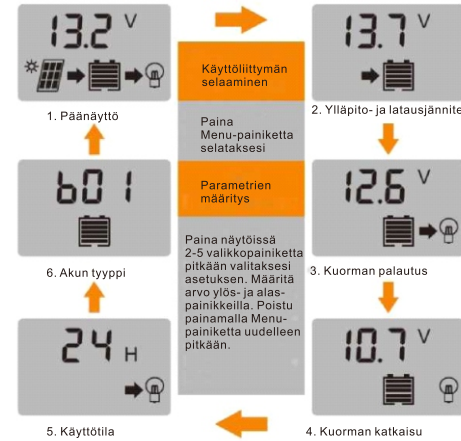 13.2 V
1. Päänäyttö
13.7 V
2. Ylläpito- ja latausjännite
12.6 V
3. Kuorman palautus
10.7 V
4. Kuorman katkaisu
24 H
5. Käyttötila
b01
6. Akun tyyppi
Käyttöliittymän
selaaminen
Paina
Menu-painiketta
selataksesi
Parametrien
määritys
Paina näytöissä
2-5 valikkopainiketta
pitkään valitaksesi
asetuksen. Määritä
arvo ylös- ja alas-
painikkeilla. Poistu
painamalla Menu-
painiketta uudelleen
pitkään.